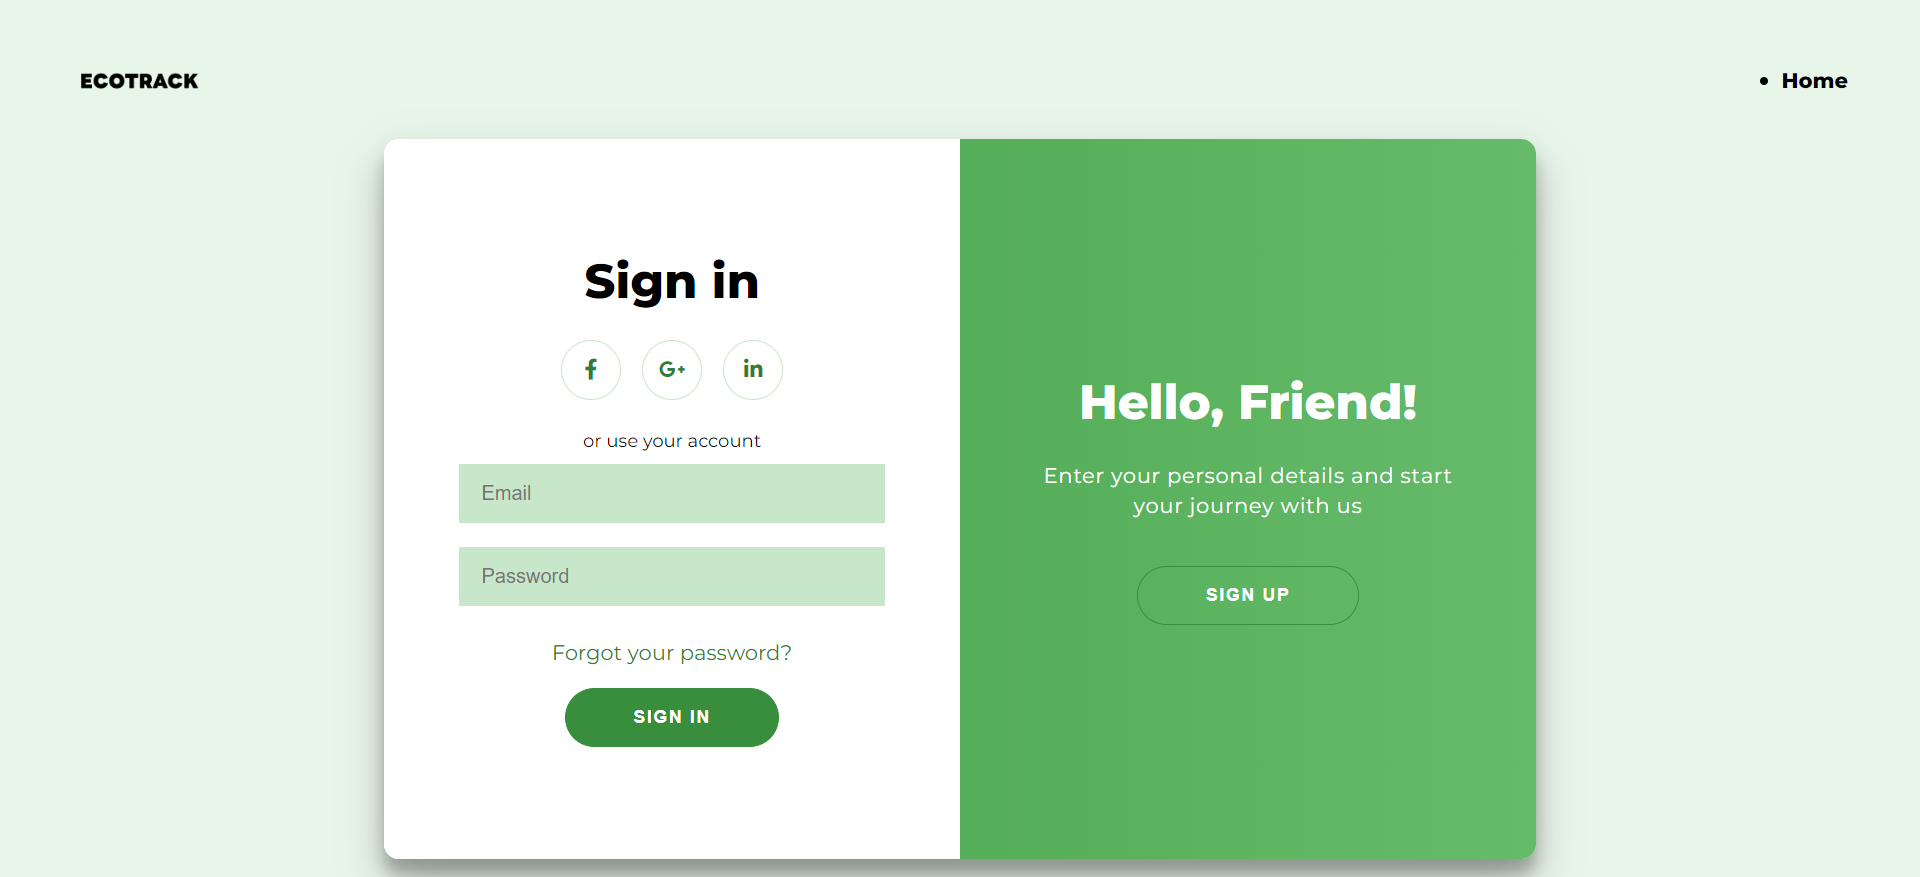 ECOTRACK
Home
Sign in
or use your account
Email
Password
Forgot your password?
SIGN IN
Hello, Friend!
Enter your personal details and start
your journey with us
SIGN UP